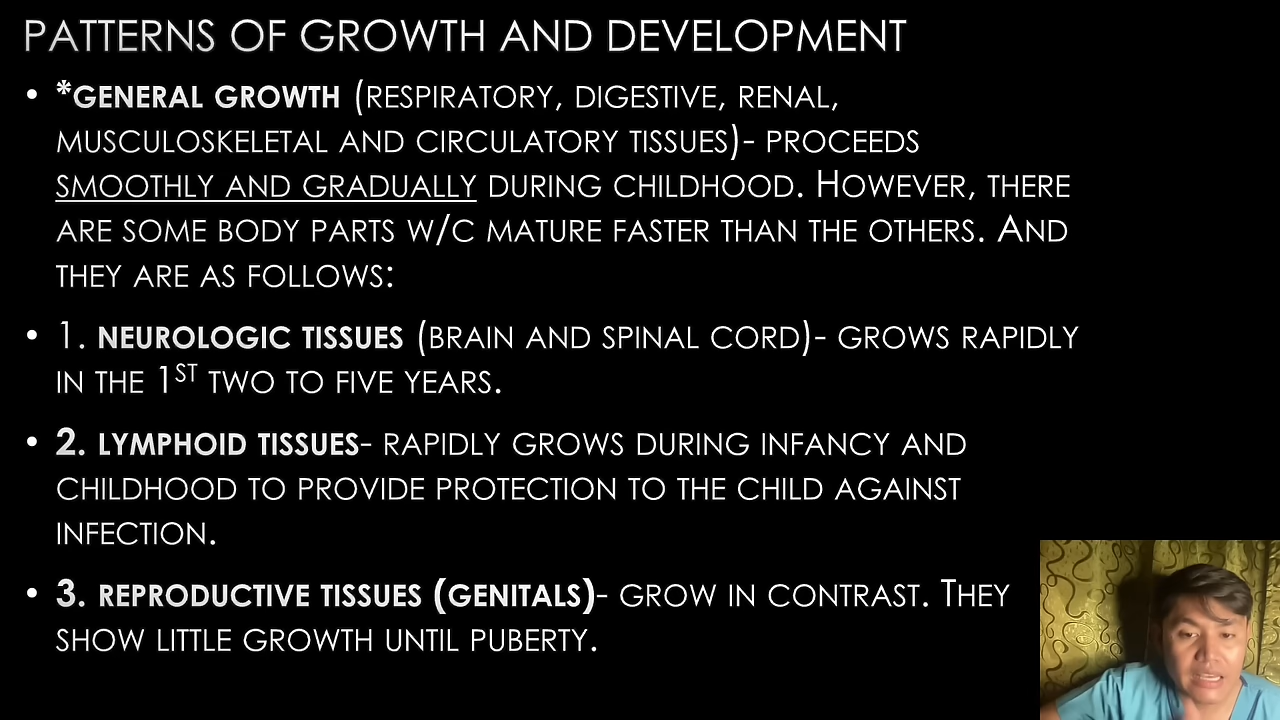 PATTERNS OF GROWTH AND DEVELOPMENT
• *GENERAL GROWTH (RESPIRATORY, DIGESTIVE, RENAL,
MUSCULOSKELETAL AND CIRCULATORY TISSUES)- PROCEEDS
SMOOTHLY AND GRADUALLY DURING CHILDHOOD. HOWEVER, THERE
ARE SOME BODY PARTS W/C MATURE FASTER THAN THE OTHERS. AND
THEY ARE AS FOLLOWS:
• 1. NEUROLOGIC TISSUES (BRAIN AND SPINAL CORD)- GROWS RAPIDLY
IN THE 1ST TWO TO FIVE YEARS.
• 2. LYMPHOID TISSUES- RAPIDLY GROWS DURING INFANCY AND
CHILDHOOD TO PROVIDE PROTECTION TO THE CHILD AGAINST
INFECTION.
• 3. REPRODUCTIVE TISSUES (GENITALS)- GROW IN CONTRAST. THEY
SHOW LITTLE GROWTH UNTIL PUBERTY.